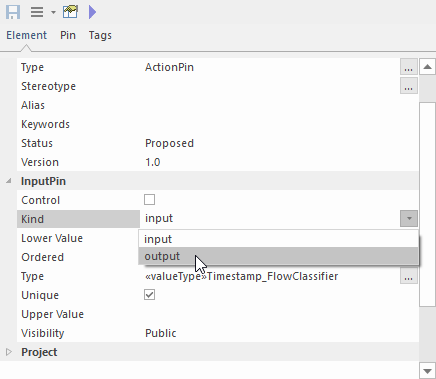 Element Pin Tags
Type ActionPin ...
Stereotype ...
Alias
Keywords
Status Proposed
Version 1.0
InputPin
Control
Kind input
Lower Value input
Ordered output
Type «valueType»Timestamp_FlowClassifier ...
Unique
Upper Value
Visibility Public
Project